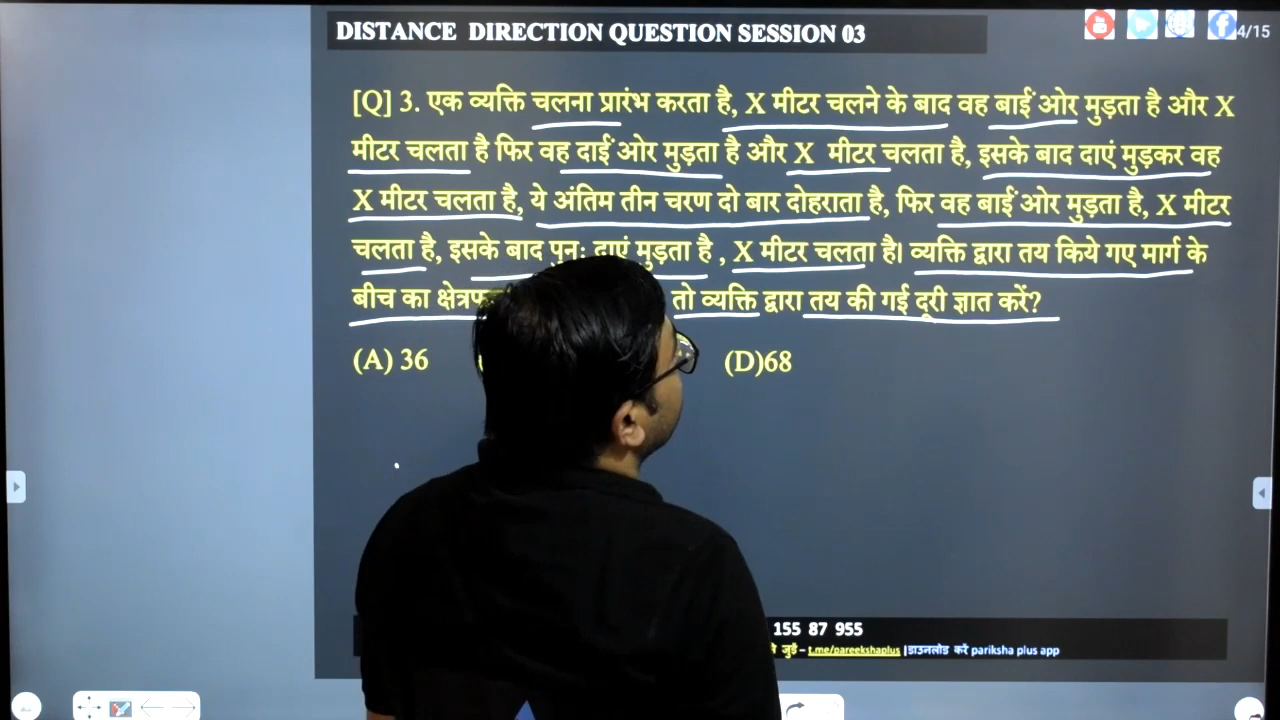 DISTANCE DIRECTION QUESTION SESSION 03
4/15
[Q] 3. एक व्यक्ति चलना प्रारंभ करता है, X मीटर चलने के बाद वह बाईं ओर मुड़ता है और X
मीटर चलता है फिर वह दाईं ओर मुड़ता है और X मीटर चलता है, इसके बाद दाएं मुड़कर वह
X मीटर चलता है, ये अंतिम तीन चरण दो बार दोहराता है, फिर वह बाईं ओर मुड़ता है, X मीटर
चलता है, इसके बाद पुनः दाएं मुड़ता है , X मीटर चलता है। व्यक्ति द्वारा तय किये गए मार्ग के
बीच का तो व्यक्ति द्वारा तय की गई दूरी ज्ञात करें?
(A) 36 (D)68
155 87 955
जुड़ें – t.me/pareekshaplus |डाउनलोड करें pariksha plus app